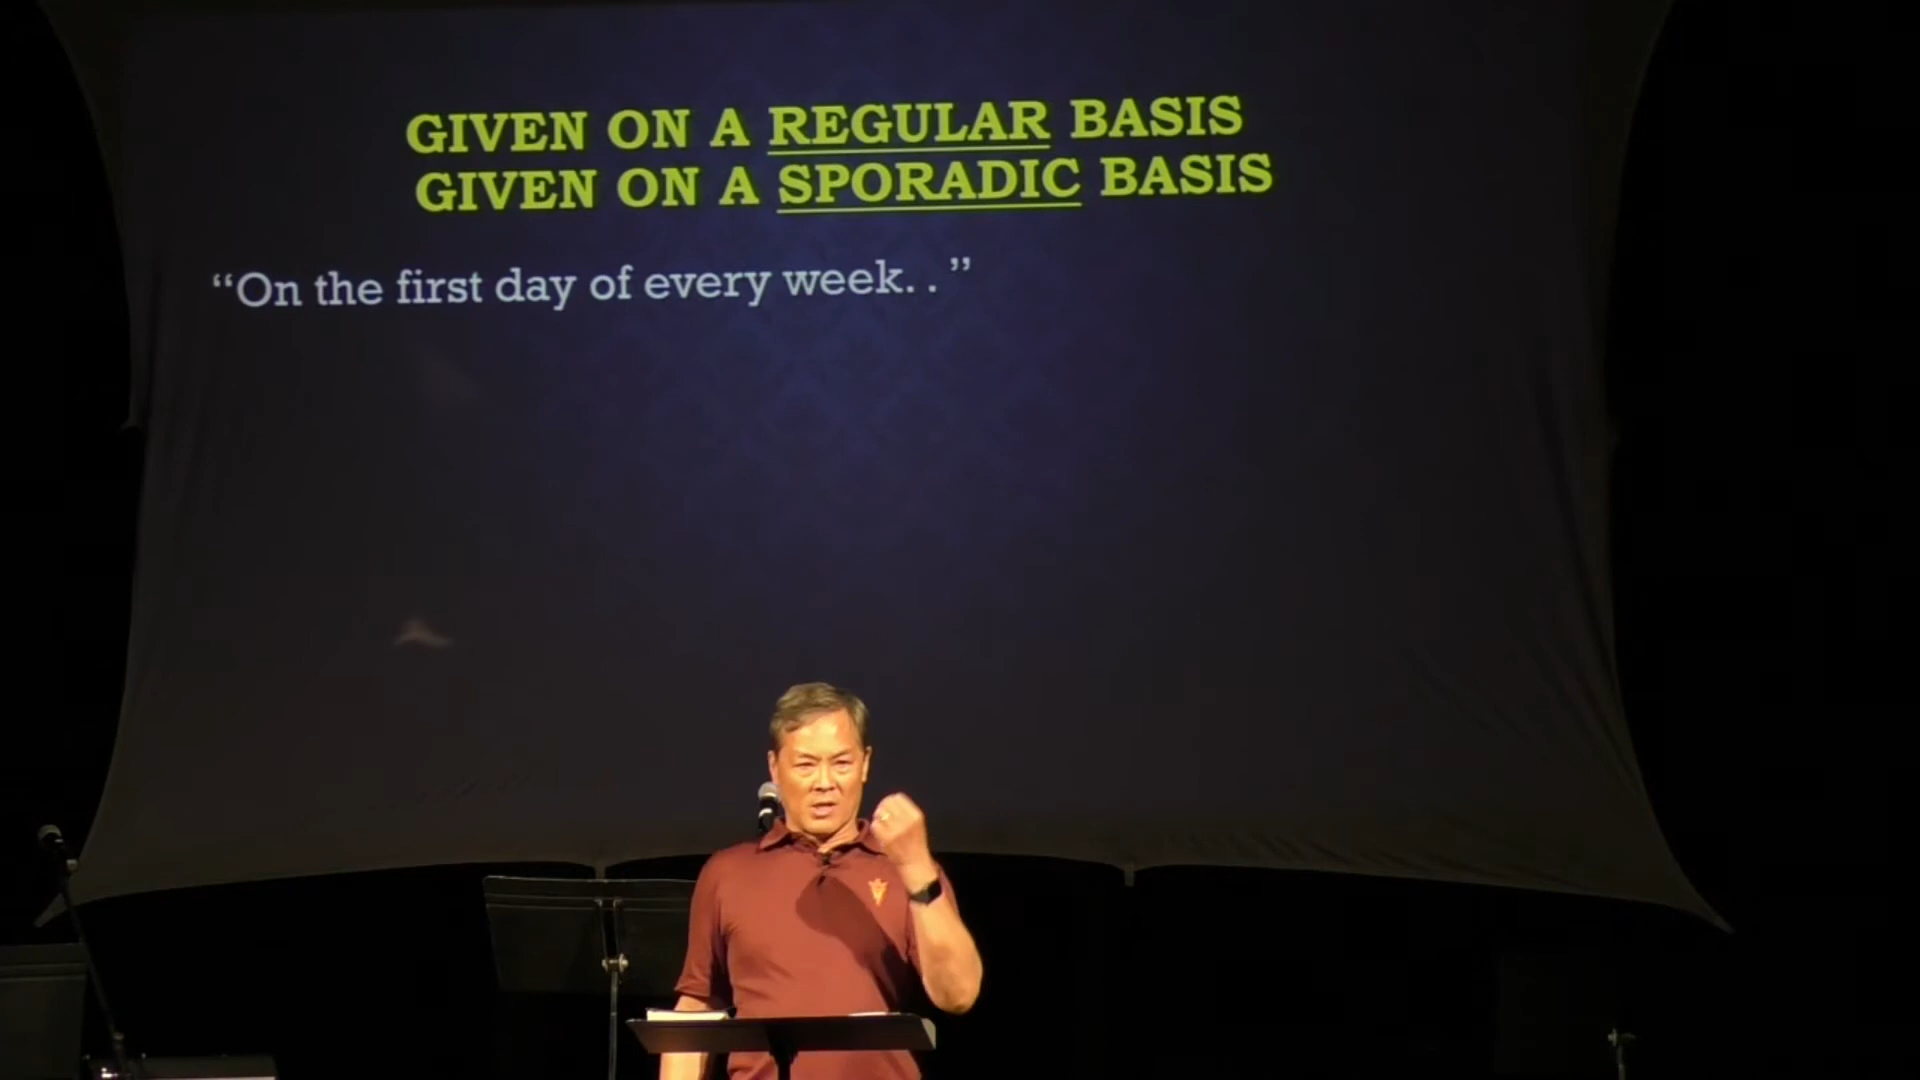 GIVEN ON A REGULAR BASIS
GIVEN ON A SPORADIC BASIS
“On the first day of every week. . ”